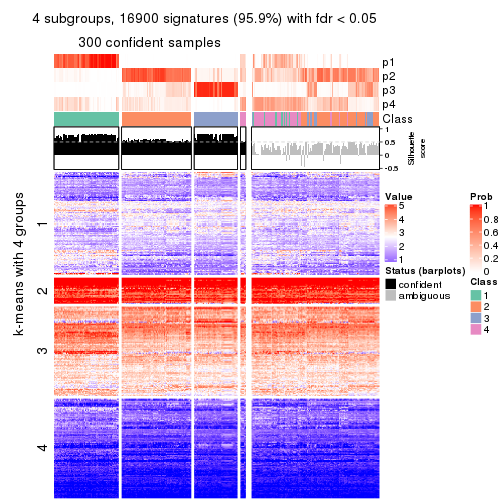 4 subgroups, 16900 signatures (95.9%) with fdr < 0.05
300 confident samples
p1
p2
p3
p4
Class
1
0.5
0
-0.5
Silhouette
score
k-means with 4 groups
1
2
3
4
Value
5
4
3
2
1
Status (barplots)
confident
ambiguous
Prob
1
0.8
0.6
0.4
0.2
0
Class
1
2
3
4